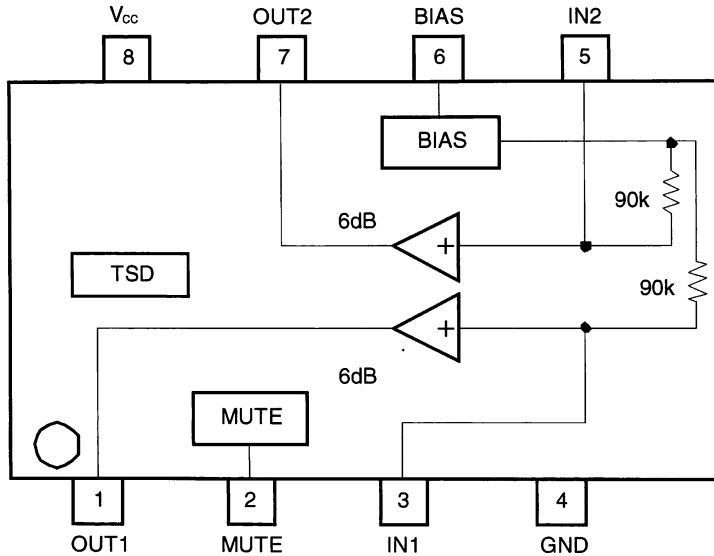 Vcc OUT2 BIAS IN2
8 7 6 5
BIAS
90k
6dB
+
TSD
90k
+
6dB
MUTE
1 2 3 4
OUT1 MUTE IN1 GND